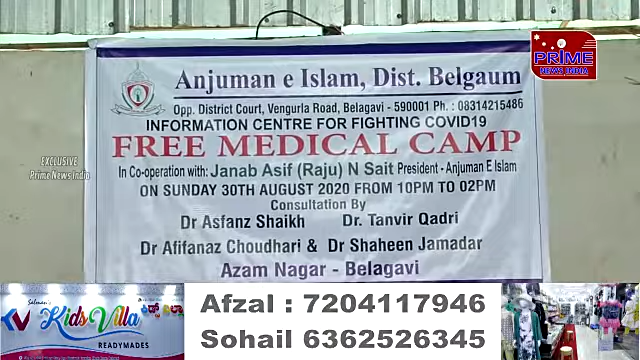 Anjuman e Islam, Dist. Belgaum
Opp. District Court, Vengurla Road, Belagavi - 590001 Ph. : 08314215486
INFORMATION CENTRE FOR FIGHTING COVID19
FREE MEDICAL CAMP
In Co-operation with: Janab Asif (Raju) N Sait President - Anjuman E Islam
ON SUNDAY 30TH AUGUST 2020 FROM 10PM TO 02PM
Consultation By
Dr Asfanz Shaikh Dr. Tanvir Qadri
Dr Afifanaz Choudhari & Dr Shaheen Jamadar
Azam Nagar - Belagavi
PRIME
NEWS INDIA
EXCLUSIVE
Prime News India
Salman's
Kids Villa
READYMADES
KV
Afzal : 7204117946
Sohail 6362526345